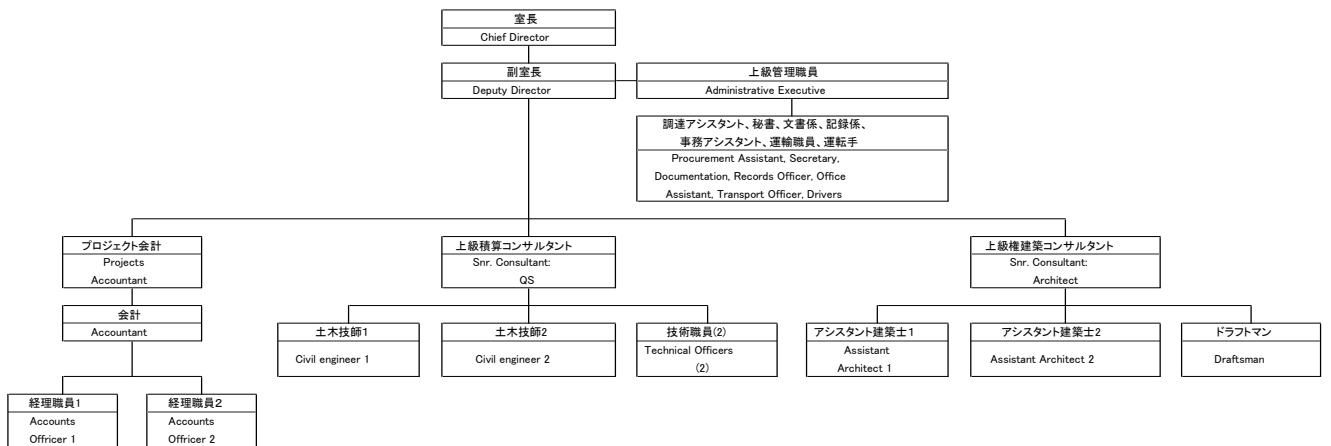 室長
Chief Director
副室長
Deputy Director
上級管理職員
Administrative Executive
調達アシスタント、秘書、文書係、記録係、
事務アシスタント、運輸職員、運転手
Procurement Assistant, Secretary,
Documentation, Records Officer, Office
Assistant, Transport Officer, Drivers
プロジェクト会計
Projects
Accountant
上級積算コンサルタント
Snr. Consultant:
QS
上級権建築コンサルタント
Snr. Consultant:
Architect
会計
Accountant
土木技師1
Civil engineer 1
土木技師2
Civil engineer 2
技術職員(2)
Technical Officers
(2)
アシスタント建築士1
Assistant
Architect 1
アシスタント建築士2
Assistant Architect 2
ドラフトマン
Draftsman
経理職員1
Accounts
Offricer 1
経理職員2
Accounts
Offricer 2